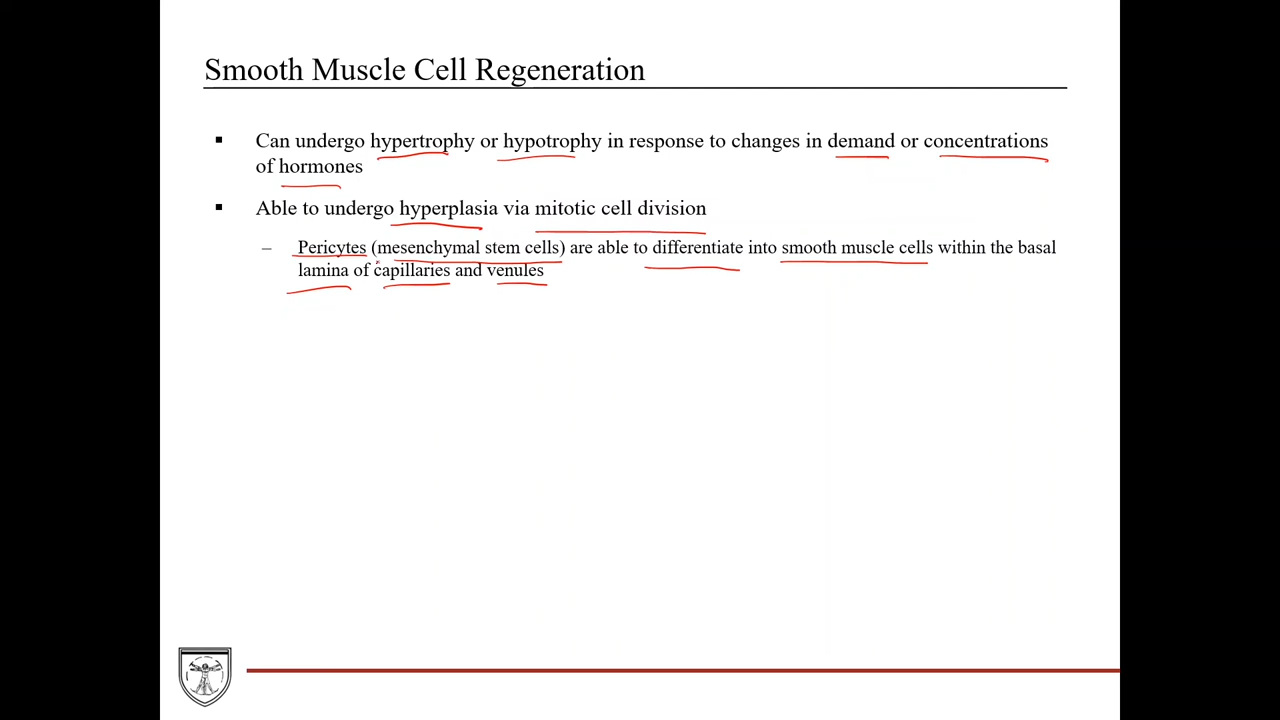 Smooth Muscle Cell Regeneration
▪ Can undergo hypertrophy or hypotrophy in response to changes in demand or concentrations
of hormones
▪ Able to undergo hyperplasia via mitotic cell division
– Pericytes (mesenchymal stem cells) are able to differentiate into smooth muscle cells within the basal
lamina of capillaries and venules